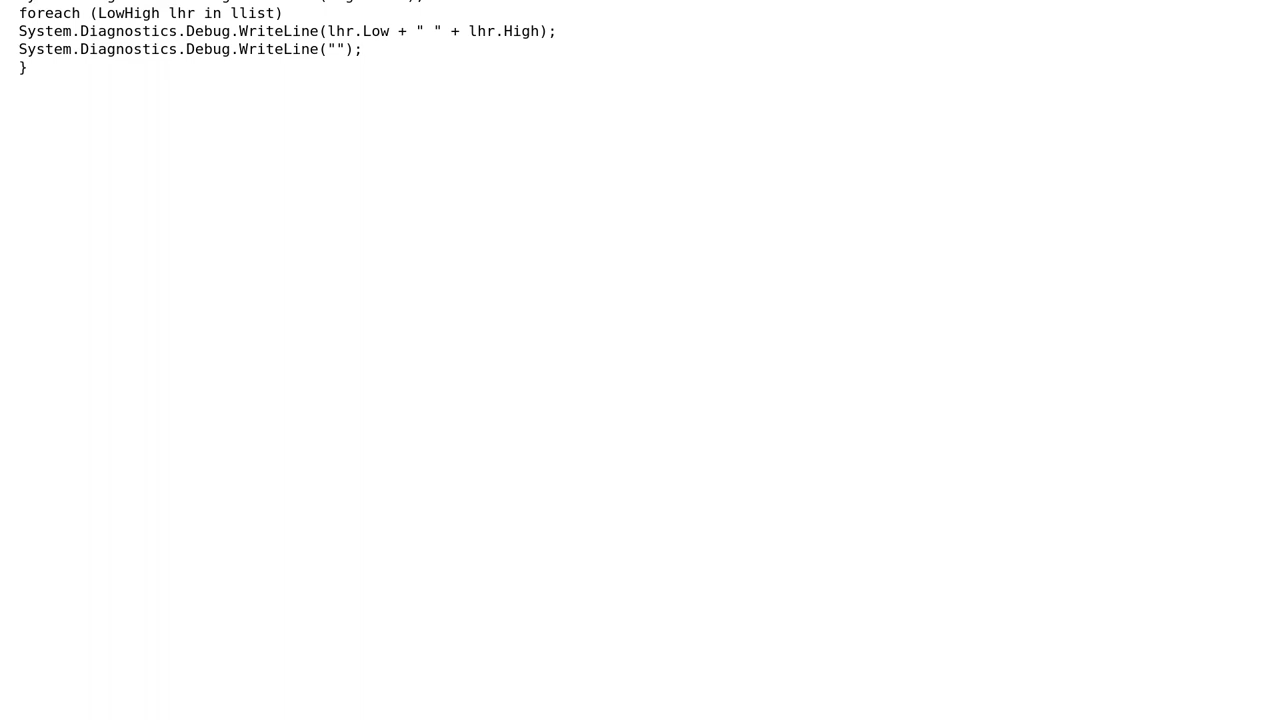 foreach (LowHigh lhr in llist)
System.Diagnostics.Debug.WriteLine(lhr.Low + " " + lhr.High);
System.Diagnostics.Debug.WriteLine("");
}